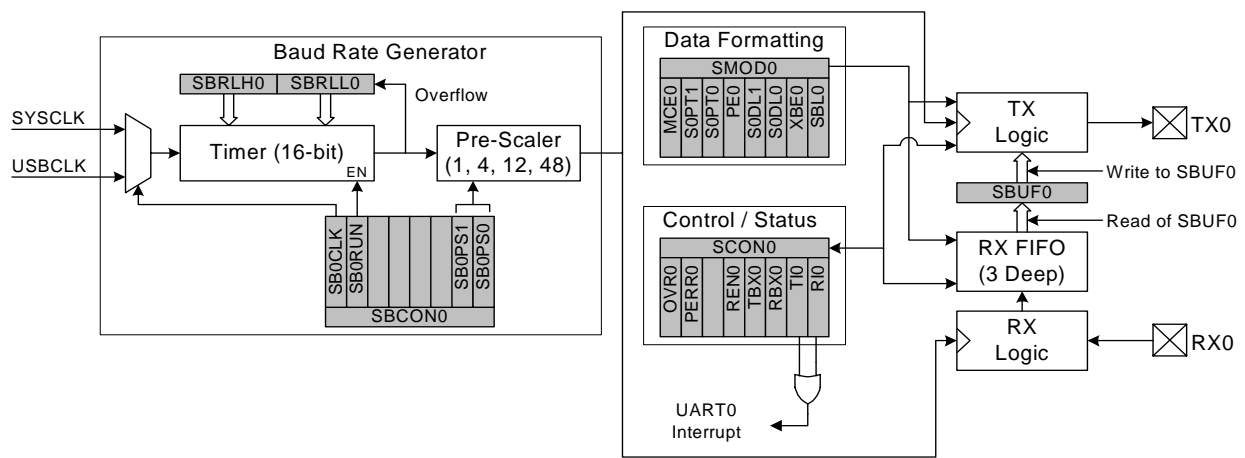 Baud Rate Generator
SBRLH0 SBRLL0
Overflow
SYSCLK
USBCLK
Timer (16-bit)
EN
Pre-Scaler
(1, 4, 12, 48)
SB0CLK
SB0RUN
SB0PS1
SB0PS0
SBCON0
Data Formatting
SMOD0
MCE0
S0PT1
S0PT0
PE0
S0DL1
S0DL0
XBE0
SBL0
Control / Status
SCON0
OVR0
PERR0
REN0
TBX0
RBX0
TI0
RI0
UART0
Interrupt
TX
Logic
TX0
Write to SBUF0
SBUF0
Read of SBUF0
RX FIFO
(3 Deep)
RX
Logic
RX0